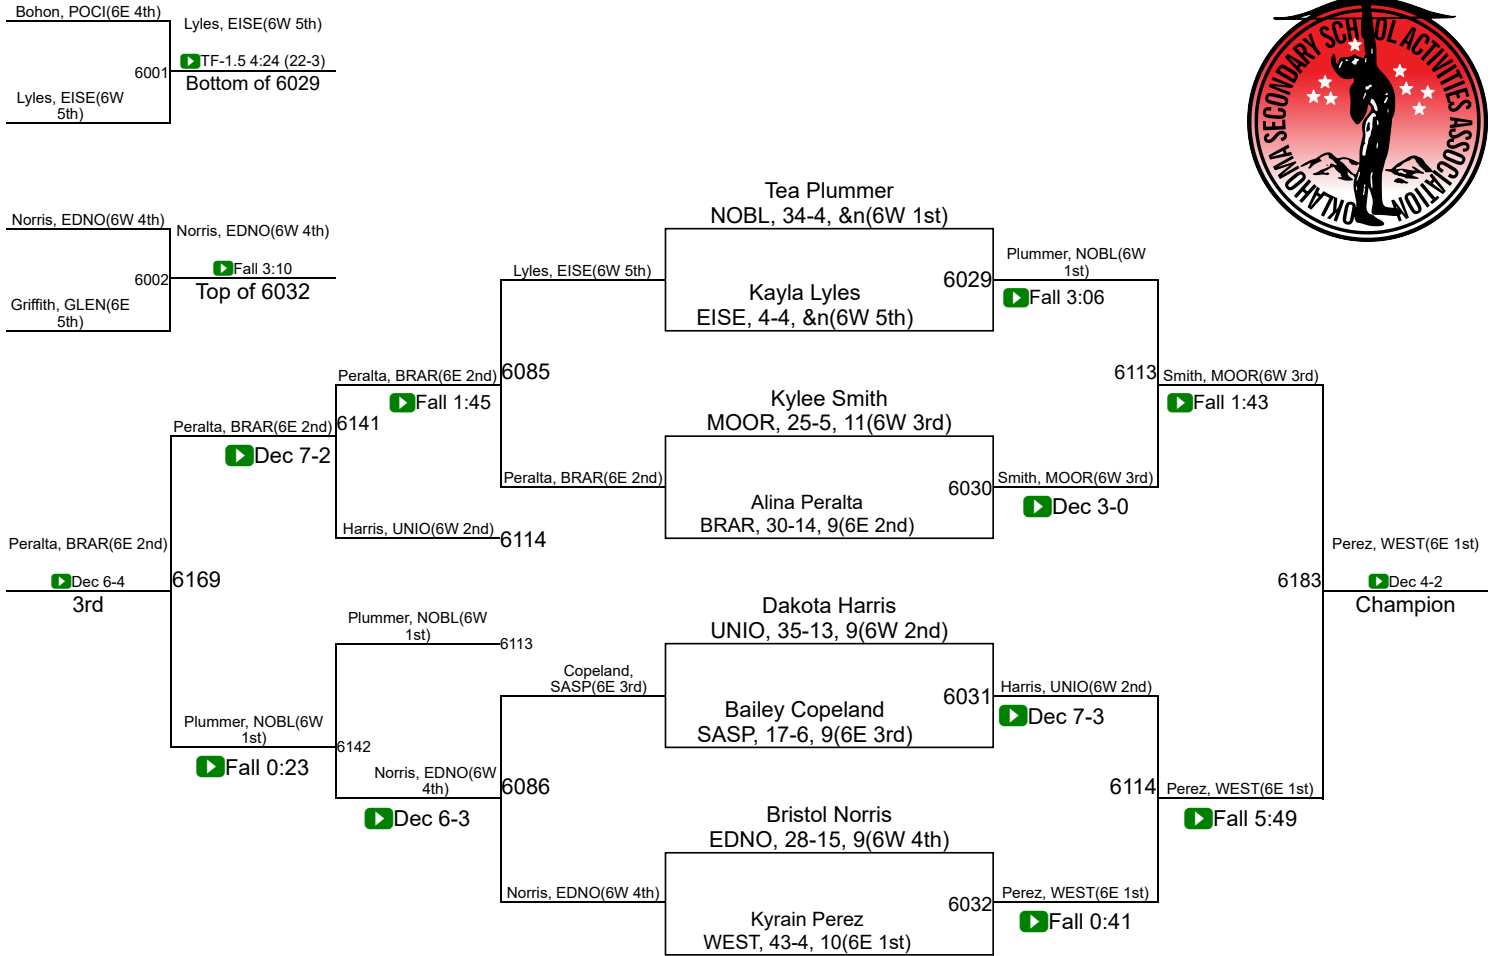 Bohon, POCI(6E 4th)
Lyles, EISE(6W 5th)
6001
TF-1.5 4:24 (22-3)
Bottom of 6029
Lyles, EISE(6W
5th)
Norris, EDNO(6W 4th)
Norris, EDNO(6W 4th)
6002
Fall 3:10
Top of 6032
Griffith, GLEN(6E
5th)
OKLAHOMA SECONDARY SCHOOL ACTIVITIES ASSOCIATION
Tea Plummer
NOBL, 34-4, &n(6W 1st)
Lyles, EISE(6W 5th)
Kayla Lyles
EISE, 4-4, &n(6W 5th)
6029
Plummer, NOBL(6W
1st)
Fall 3:06
Peralta, BRAR(6E 2nd)
6085
Fall 1:45
6113
Smith, MOOR(6W 3rd)
Fall 1:43
Kylee Smith
MOOR, 25-5, 11(6W 3rd)
Peralta, BRAR(6E 2nd)
6141
Dec 7-2
Peralta, BRAR(6E 2nd)
Alina Peralta
BRAR, 30-14, 9(6E 2nd)
6030
Smith, MOOR(6W 3rd)
Dec 3-0
Harris, UNIO(6W 2nd)
6114
Peralta, BRAR(6E 2nd)
Dec 6-4
3rd
6169
6183
Perez, WEST(6E 1st)
Dec 4-2
Champion
Dakota Harris
UNIO, 35-13, 9(6W 2nd)
Plummer, NOBL(6W
1st)
6113
Copeland,
SASP(6E 3rd)
Bailey Copeland
SASP, 17-6, 9(6E 3rd)
6031
Harris, UNIO(6W 2nd)
Dec 7-3
Plummer, NOBL(6W
1st)
6142
Fall 0:23
Norris, EDNO(6W
4th)
6086
Dec 6-3
6114
Perez, WEST(6E 1st)
Fall 5:49
Bristol Norris
EDNO, 28-15, 9(6W 4th)
Norris, EDNO(6W 4th)
Kyrain Perez
WEST, 43-4, 10(6E 1st)
6032
Perez, WEST(6E 1st)
Fall 0:41